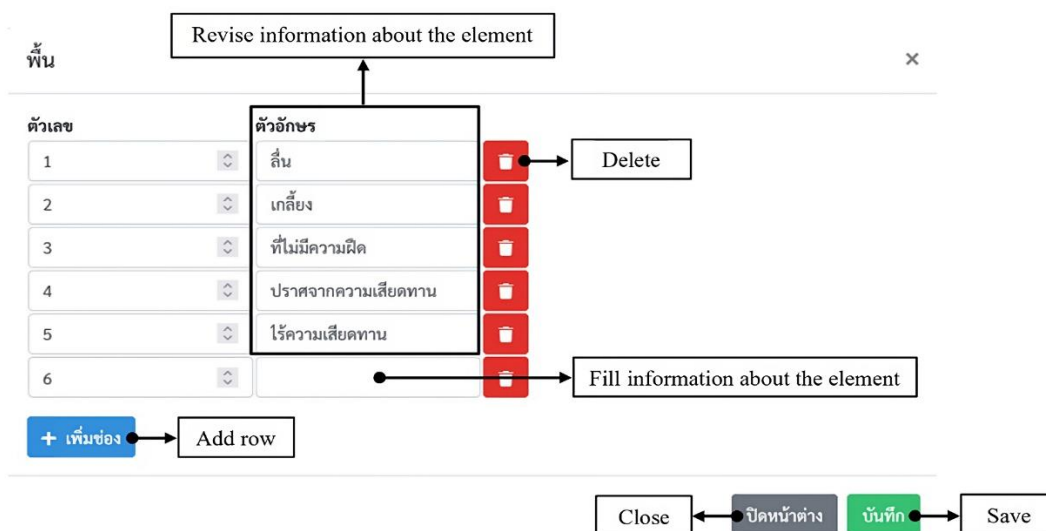 Revise information about the element
พื้น
×
ตัวเลข ตัวอักษร
1 ลื่น Delete
2 เกลี้ยง
3 ที่ไม่มีความฝืด
4 ปราศจากความเสียดทาน
5 ไร้ความเสียดทาน
6 Fill information about the element
+ เพิ่มช่อง Add row
Close ปิดหน้าต่าง บันทึก Save